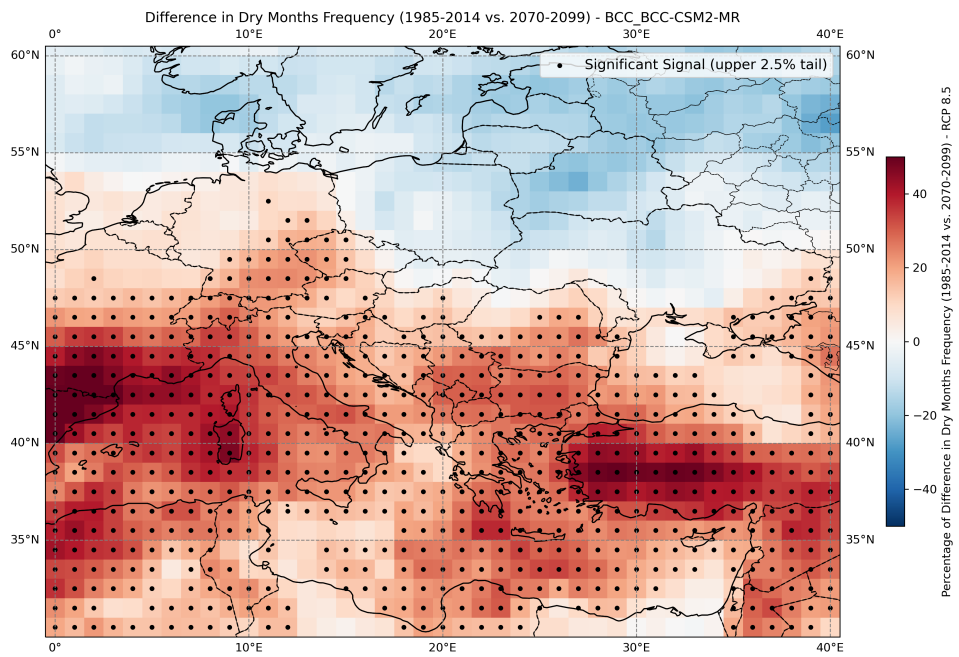 Difference in Dry Months Frequency (1985-2014 vs. 2070-2099) - BCC_BCC-CSM2-MR
0° 10°E 20°E 30°E 40°E
60°N 60°N
Significant Signal (upper 2.5% tail)
55°N 55°N
50°N 50°N
45°N 45°N
40°N 40°N
35°N 35°N
0° 10°E 20°E 30°E 40°E
40
20
0
−20
−40
Percentage of Difference in Dry Months Frequency (1985-2014 vs. 2070-2099) - RCP 8.5